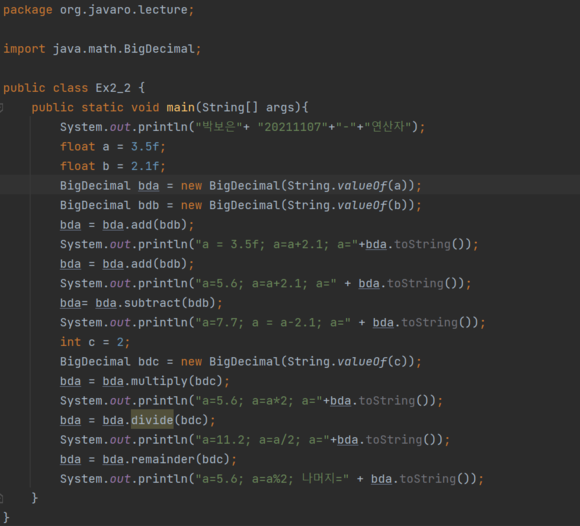 package org.javaro.lecture;
import java.math.BigDecimal;
public class Ex2_2 {
public static void main(String[] args){
System.out.println("박보은"+ "20211107"+"-"+"연산자");
float a = 3.5f;
float b = 2.1f;
BigDecimal bda = new BigDecimal(String.valueOf(a));
BigDecimal bdb = new BigDecimal(String.valueOf(b));
bda = bda.add(bdb);
System.out.println("a = 3.5f; a=a+2.1; a="+bda.toString());
bda = bda.add(bdb);
System.out.println("a=5.6; a=a+2.1; a=" + bda.toString());
bda= bda.subtract(bdb);
System.out.println("a=7.7; a = a-2.1; a=" + bda.toString());
int c = 2;
BigDecimal bdc = new BigDecimal(String.valueOf(c));
bda = bda.multiply(bdc);
System.out.println("a=5.6; a=a*2; a="+bda.toString());
bda = bda.divide(bdc);
System.out.println("a=11.2; a=a/2; a="+bda.toString());
bda = bda.remainder(bdc);
System.out.println("a=5.6; a=a%2; 나머지=" + bda.toString());
}
}